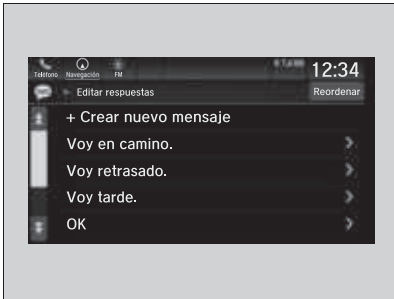 Teléfono Navegación FM
12:34
Editar respuestas
Reordenar
+ Crear nuevo mensaje
Voy en camino.
Voy retrasado.
Voy tarde.
OK